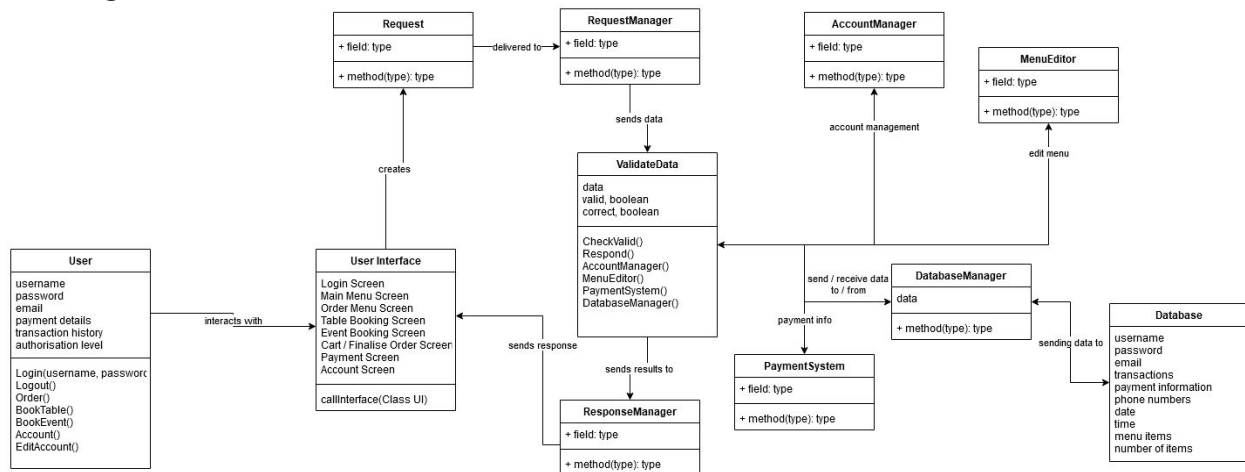 Request
+ field: type
+ method(type): type
delivered to
RequestManager
+ field: type
+ method(type): type
AccountManager
+ field: type
+ method(type): type
MenuEditor
+ field: type
+ method(type): type
sends data
account management
edit menu
creates
ValidateData
data
valid, boolean
correct, boolean
CheckValid()
Respond()
AccountManager()
MenuEditor()
PaymentSystem()
DatabaseManager()
User
username
password
email
payment details
transaction history
authorisation level
Login(username, password
Logout()
Order()
BookTable()
BookEvent()
Account()
EditAccount()
interacts with
User Interface
Login Screen
Main Menu Screen
Order Menu Screen
Table Booking Screen
Event Booking Screen
Cart / Finalise Order Screen
Payment Screen
Account Screen
callInterface(Class UI)
sends response
sends results to
ResponseManager
+ field: type
+ method(type): type
send / receive data
to / from
payment info
PaymentSystem
+ field: type
+ method(type): type
DatabaseManager
data
+ method(type): type
sending data to
Database
username
password
email
transactions
payment information
phone numbers
date
time
menu items
number of items